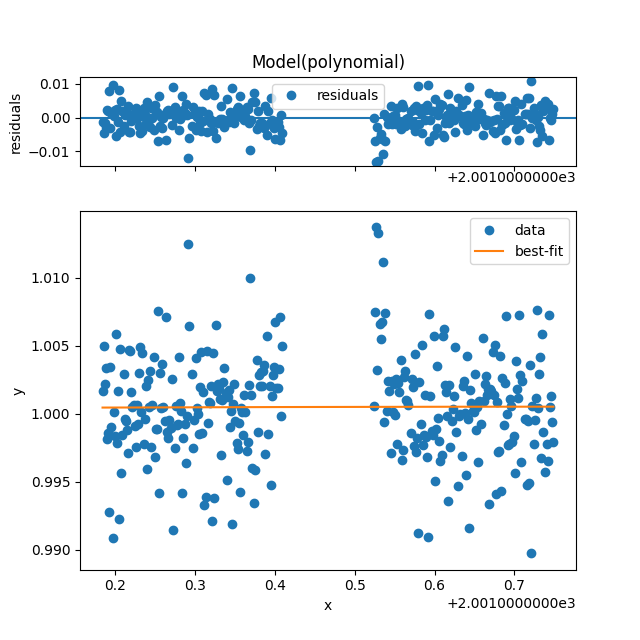 Model(polynomial)
0.01
0.00
−0.01
residuals
residuals
+2.0010000000e3
1.010
1.005
1.000
0.995
0.990
y
data
best-fit
0.2 0.3 0.4 0.5 0.6 0.7
x
+2.0010000000e3